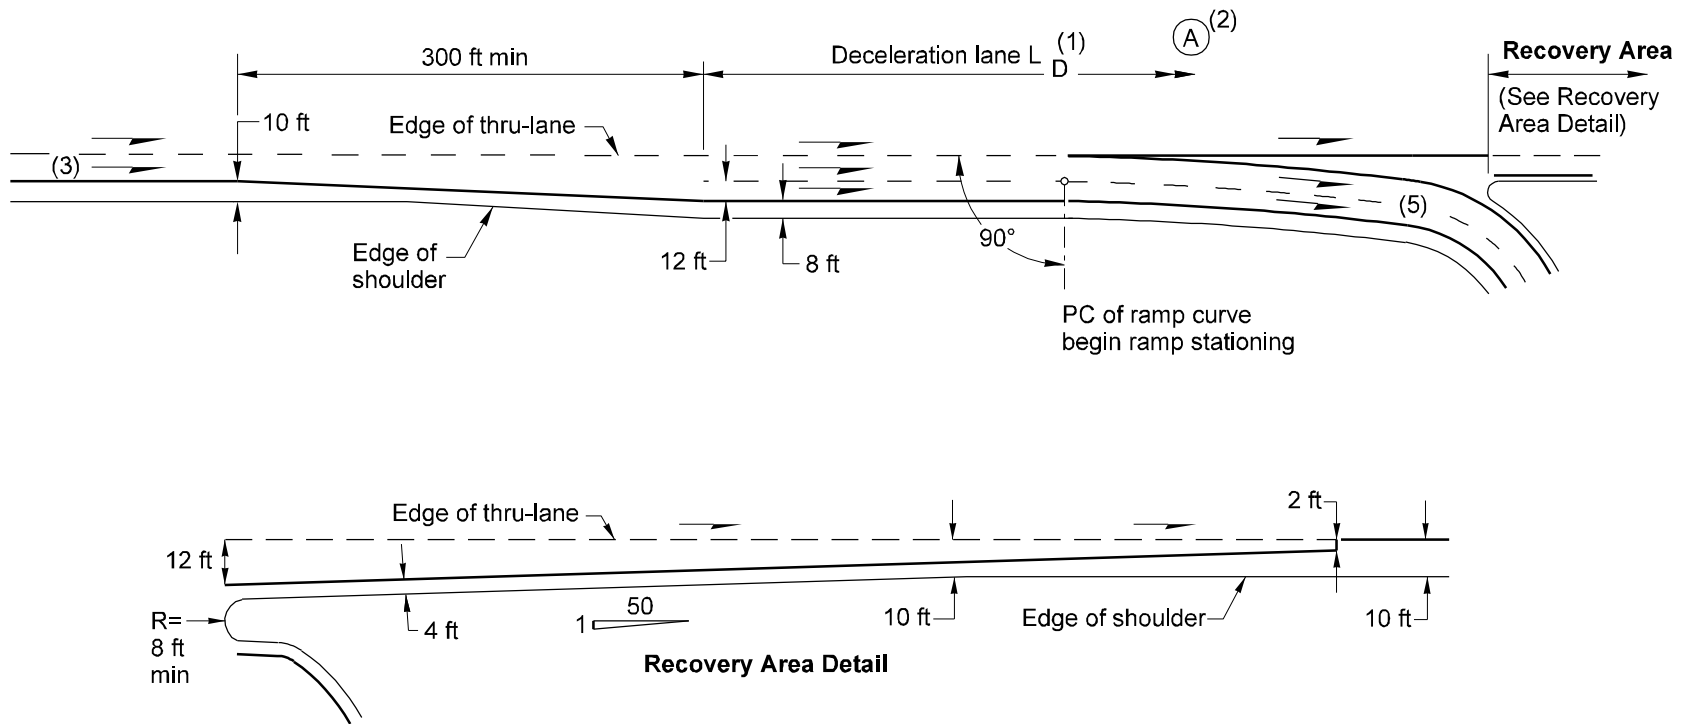 300 ft min
Deceleration lane L D (1)
A (2)
Recovery Area
(See Recovery
Area Detail)
10 ft
Edge of thru-lane
(3)
(5)
Edge of
shoulder
12 ft
8 ft
90°
PC of ramp curve
begin ramp stationing
2 ft
Edge of thru-lane
12 ft
R=
8 ft
min
4 ft
50
1
10 ft
Edge of shoulder
10 ft
Recovery Area Detail